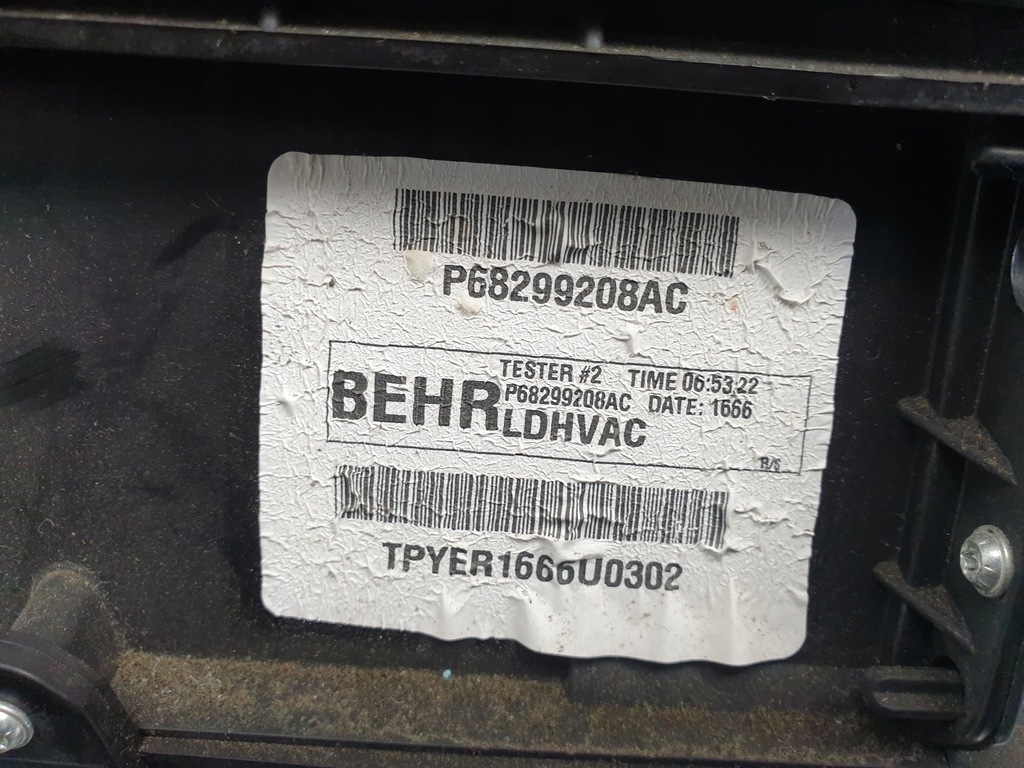 P68299208AC
TESTER #2 TIME 06:53:22
BEHR P68299208AC DATE: 1666
LDHVAC
R/S
TPYER1666U0302